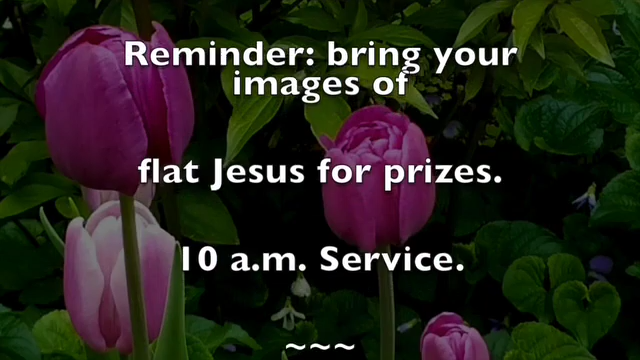 Reminder: bring your
images of
flat Jesus for prizes.
10 a.m. Service.
~~~